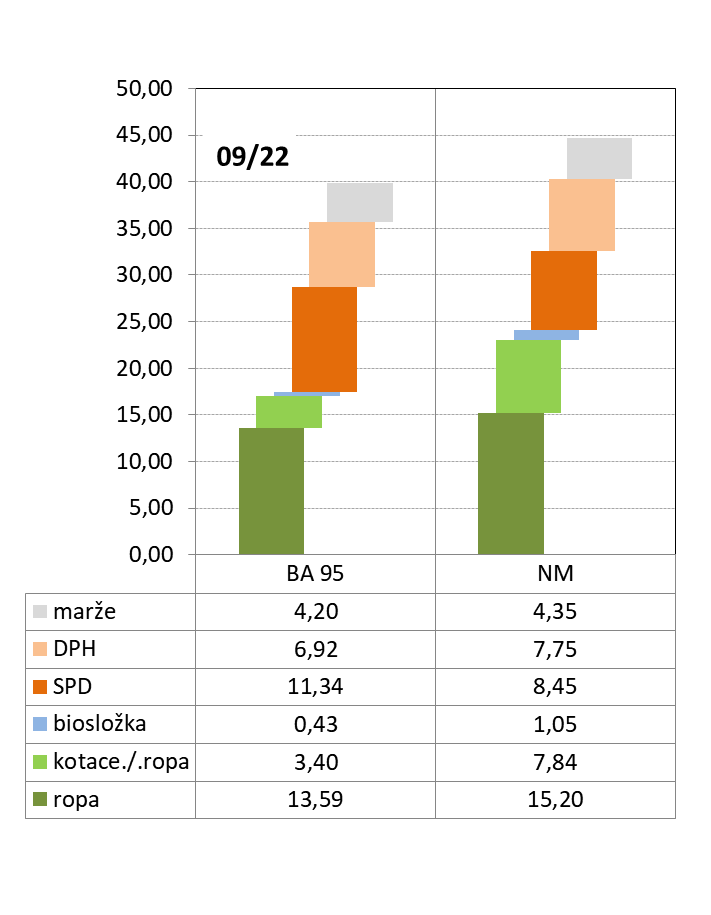 50,00
45,00
09/22
40,00
35,00
30,00
25,00
20,00
15,00
10,00
5,00
0,00
BA 95 NM
marže 4,20 4,35
DPH 6,92 7,75
SPD 11,34 8,45
biosložka 0,43 1,05
kotace./.ropa 3,40 7,84
ropa 13,59 15,20